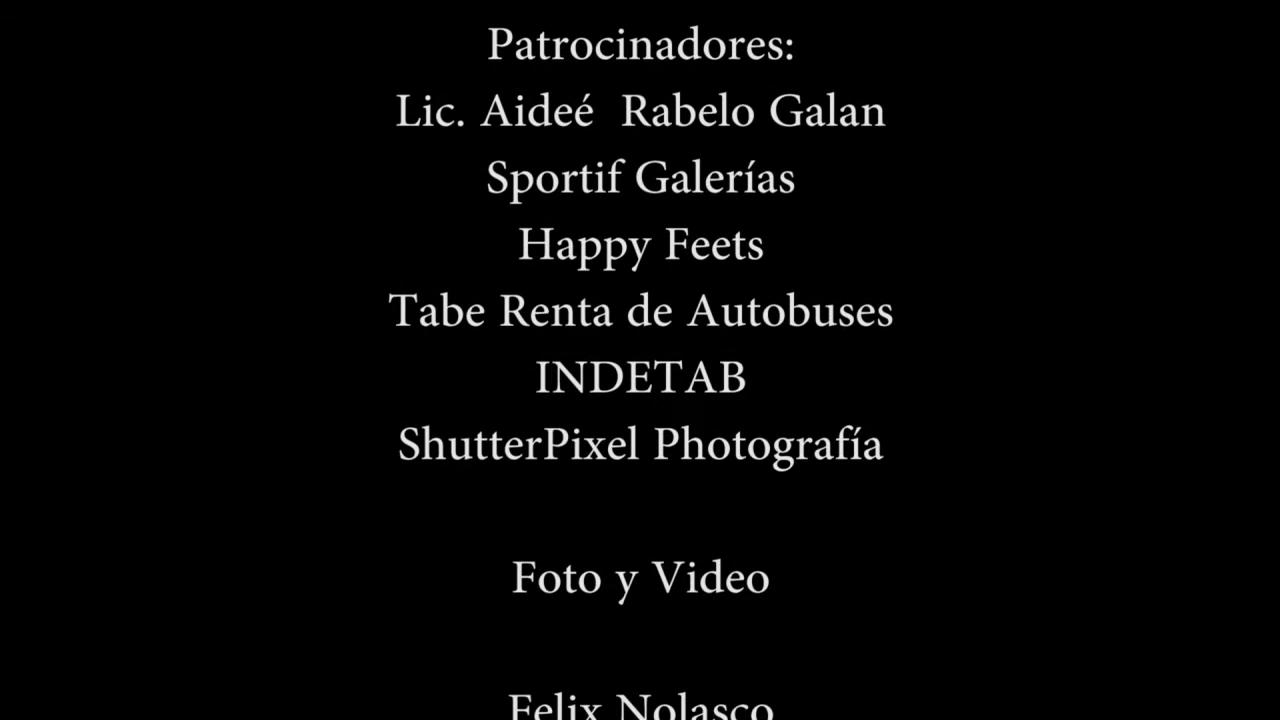 Patrocinadores:
Lic. Aideé  Rabelo Galan
Sportif Galerías
Happy Feets
Tabe Renta de Autobuses
INDETAB
ShutterPixel Photografía
Foto y Video
Felix Nolasco